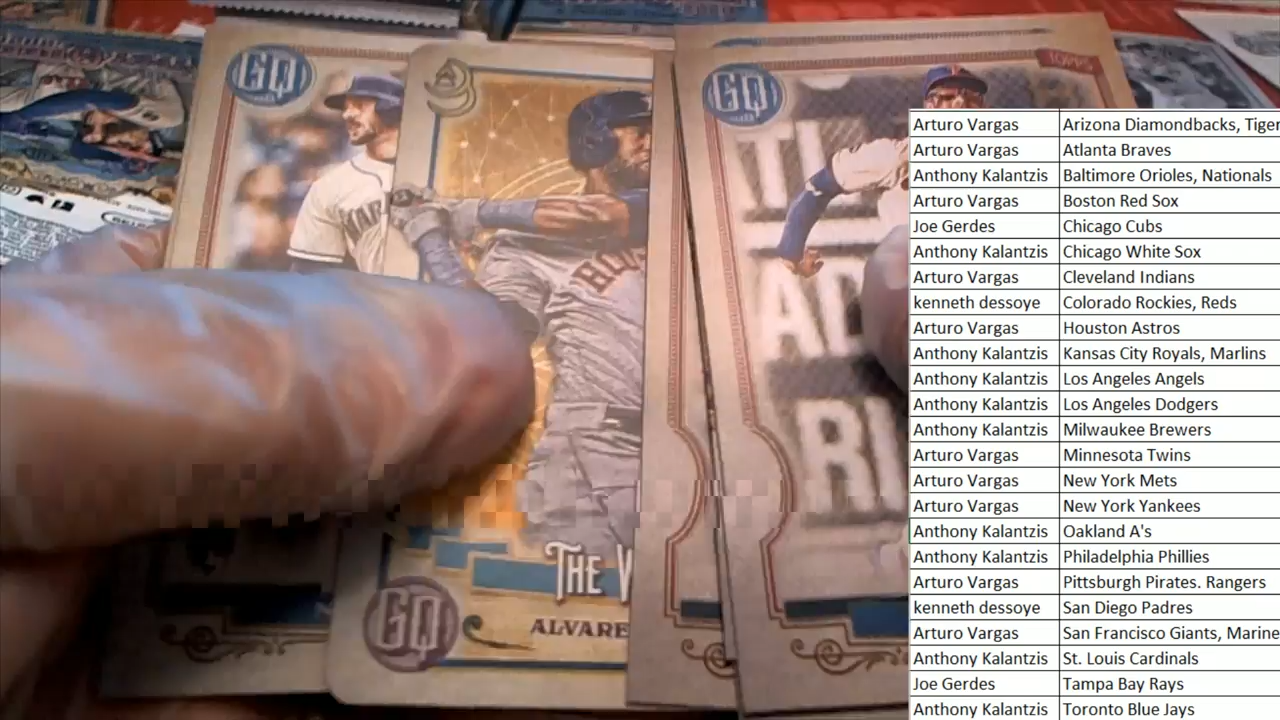 GQ
GQ
TOPPS
THE
ALVARE
GQ
Arturo Vargas Arizona Diamondbacks, Tiger
Arturo Vargas Atlanta Braves
Anthony Kalantzis Baltimore Orioles, Nationals
Arturo Vargas Boston Red Sox
Joe Gerdes Chicago Cubs
Anthony Kalantzis Chicago White Sox
Arturo Vargas Cleveland Indians
kenneth dessoye Colorado Rockies, Reds
Arturo Vargas Houston Astros
Anthony Kalantzis Kansas City Royals, Marlins
Anthony Kalantzis Los Angeles Angels
Anthony Kalantzis Los Angeles Dodgers
Anthony Kalantzis Milwaukee Brewers
Arturo Vargas Minnesota Twins
Arturo Vargas New York Mets
Arturo Vargas New York Yankees
Anthony Kalantzis Oakland A's
Anthony Kalantzis Philadelphia Phillies
Arturo Vargas Pittsburgh Pirates. Rangers
kenneth dessoye San Diego Padres
Arturo Vargas San Francisco Giants, Marine
Anthony Kalantzis St. Louis Cardinals
Joe Gerdes Tampa Bay Rays
Anthony Kalantzis Toronto Blue Jays